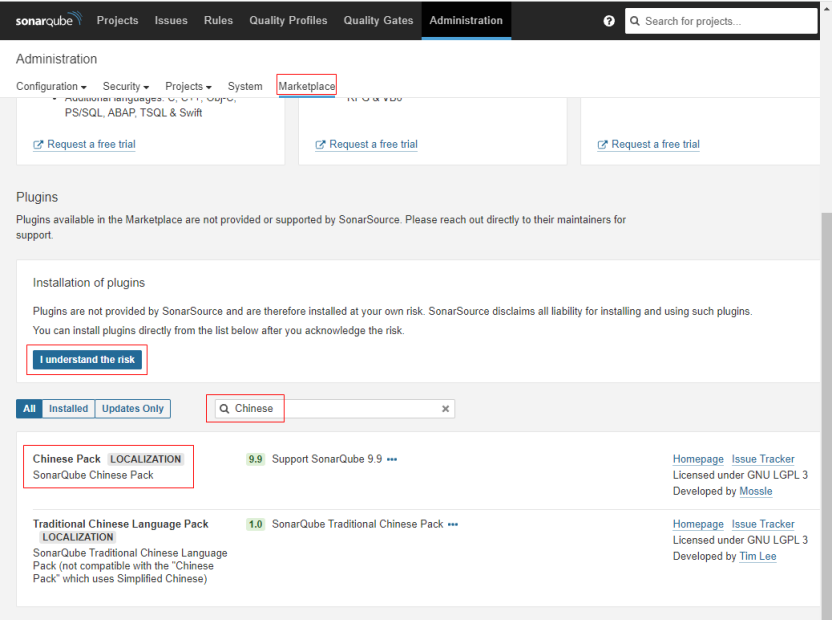 sonarqube Projects Issues Rules Quality Profiles Quality Gates Administration ? Search for projects...
Administration
Configuration Security Projects System Marketplace
PS/SQL, ABAP, TSQL & Swift
Request a free trial Request a free trial Request a free trial
Plugins
Plugins available in the Marketplace are not provided or supported by SonarSource. Please reach out directly to their maintainers for
support.
Installation of plugins
Plugins are not provided by SonarSource and are therefore installed at your own risk. SonarSource disclaims all liability for installing and using such plugins.
You can install plugins directly from the list below after you acknowledge the risk.
I understand the risk
All Installed Updates Only Chinese
Chinese Pack LOCALIZATION 9.9 Support SonarQube 9.9 ••• Homepage Issue Tracker
SonarQube Chinese Pack Licensed under GNU LGPL 3
Developed by Mossle
Traditional Chinese Language Pack 1.0 SonarQube Traditional Chinese Pack ••• Homepage Issue Tracker
LOCALIZATION Licensed under GNU LGPL 3
SonarQube Traditional Chinese Language Developed by Tim Lee
Pack (not compatible with the "Chinese
Pack" which uses Simplified Chinese)